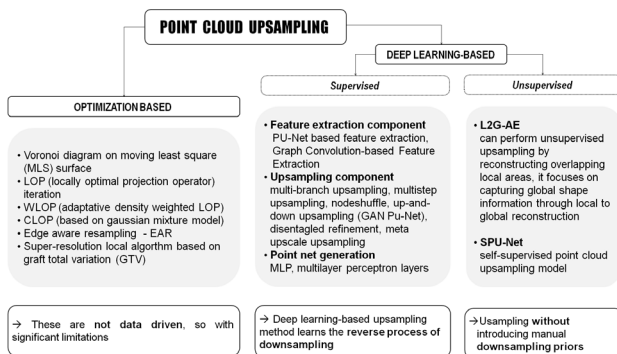 POINT CLOUD UPSAMPLING
DEEP LEARNING-BASED
Supervised
Unsupervised
OPTIMIZATION BASED
• Voronoi diagram on moving least square
(MLS) surface
• LOP (locally optimal projection operator)
iteration
• WLOP (adaptative density weighted LOP)
• CLOP (based on gaussian mixture model)
• Edge aware resampling - EAR
• Super-resolution local algorthm based on
graft total variation (GTV)
→ These are not data driven, so with
significant limitations
• Feature extraction component
PU-Net based feature extraction,
Graph Convolution-based Feature
Extraction
• Upsampling component
multi-branch upsampling, multistep
upsampling, nodeshuffle, up-and-
down upsampling (GAN Pu-Net),
disentagled refinement, meta
upscale upsampling
• Point net generation
MLP, multilayer perceptron layers
→ Deep learning-based upsampling
method learns the reverse process of
downsampling
• L2G-AE
can perform unsupervised
upsampling by
reconstructing overlapping
local areas, it focuses on
capturing global shape
information through local to
global reconstruction
• SPU-Net
self-supervised point cloud
upsampling model
→Usampling without
introducing manual
downsampling priors